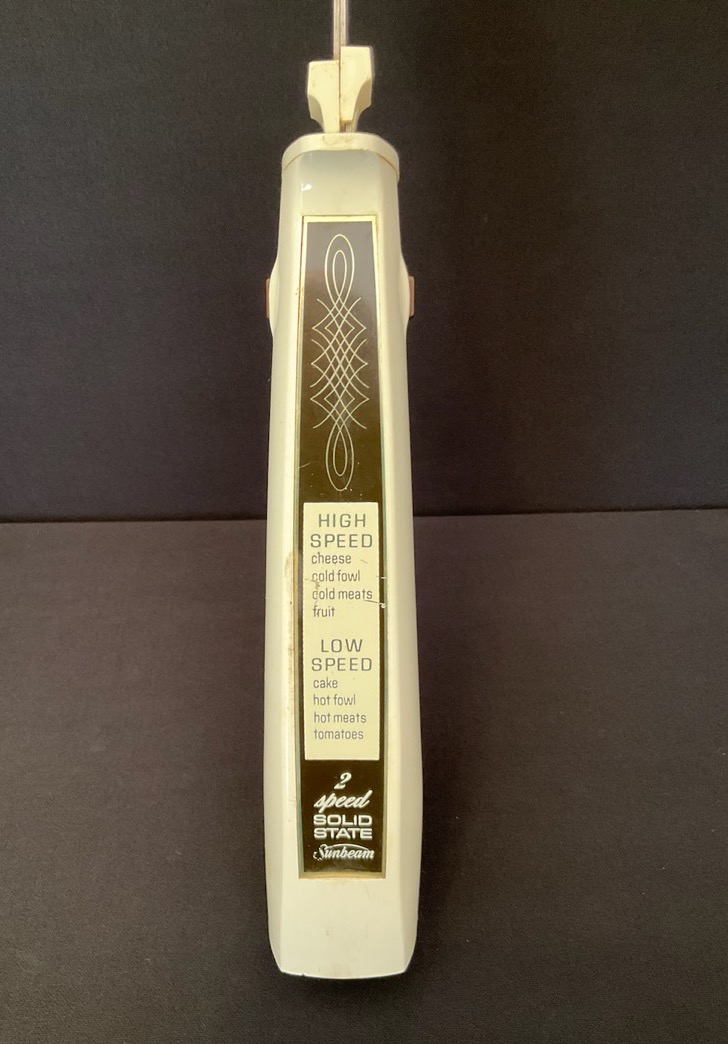 HIGH
SPEED
cheese
cold fowl
cold meats
fruit
LOW
SPEED
cake
hot fowl
hot meats
tomatoes
2
speed
SOLID
STATE
Sunbeam